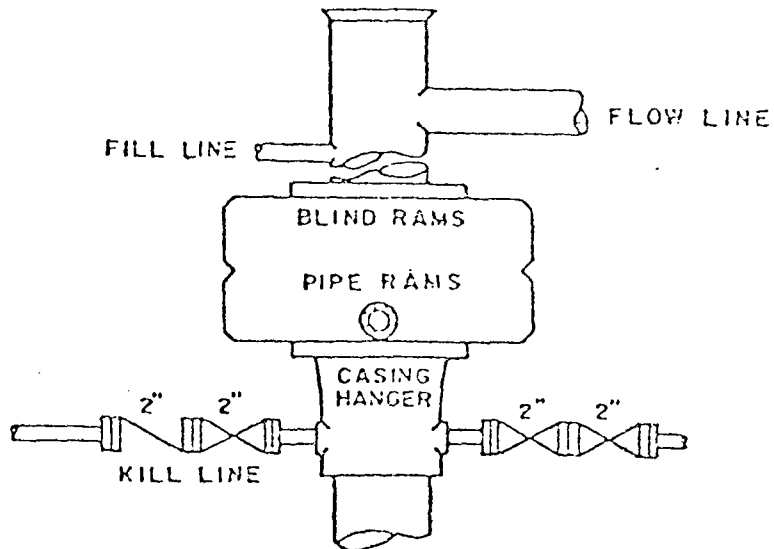 FLOW LINE
FILL LINE
BLIND RAMS
PIPE RAMS
CASING
HANGER
2" 2"
2" 2"
KILL LINE